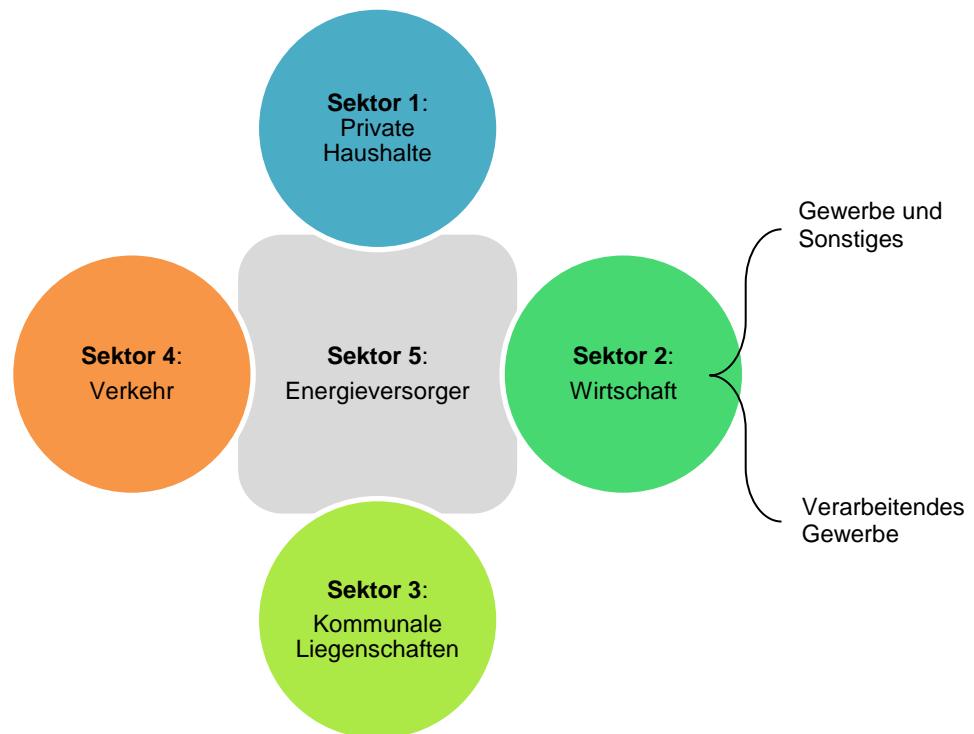 Sektor 1:
Private
Haushalte
Gewerbe und
Sonstiges
Sektor 4:
Verkehr
Sektor 5:
Energieversorger
Sektor 2:
Wirtschaft
Verarbeitendes
Gewerbe
Sektor 3:
Kommunale
Liegenschaften